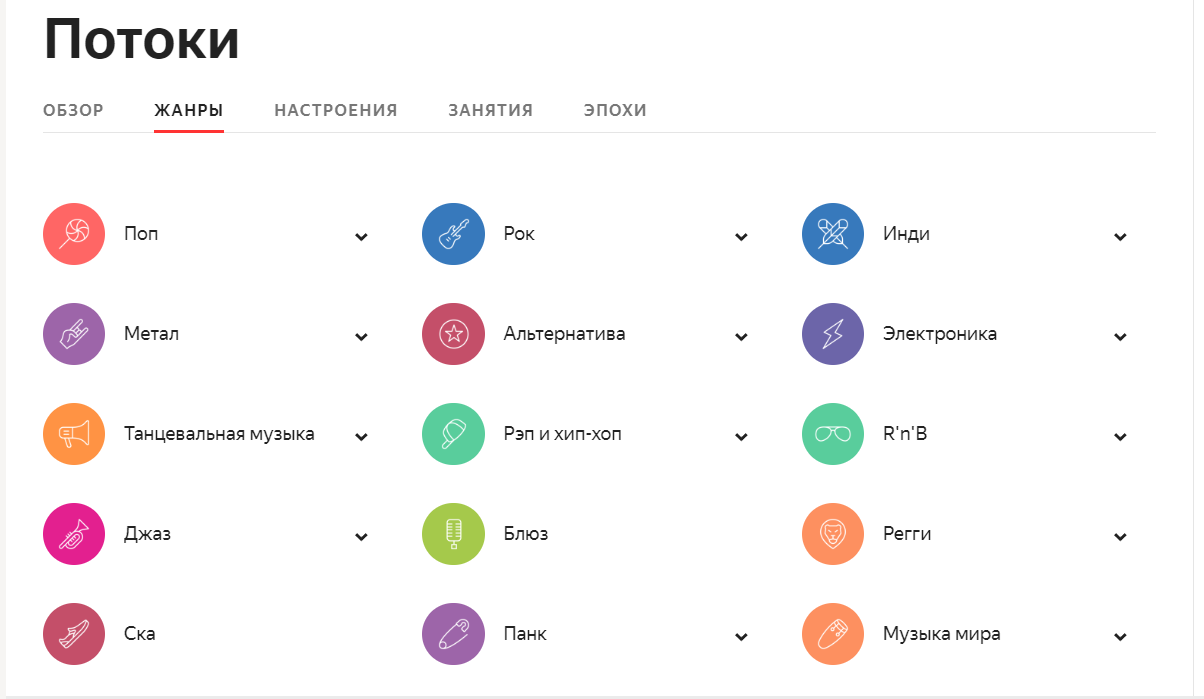 Потоки
ОБЗОР ЖАНРЫ НАСТРОЕНИЯ ЗАНЯТИЯ ЭПОХИ
Поп Рок Инди
Метал Альтернатива Электроника
Танцевальная музыка Рэп и хип-хоп R'n'B
Джаз Блюз Регги
Ска Панк Музыка мира